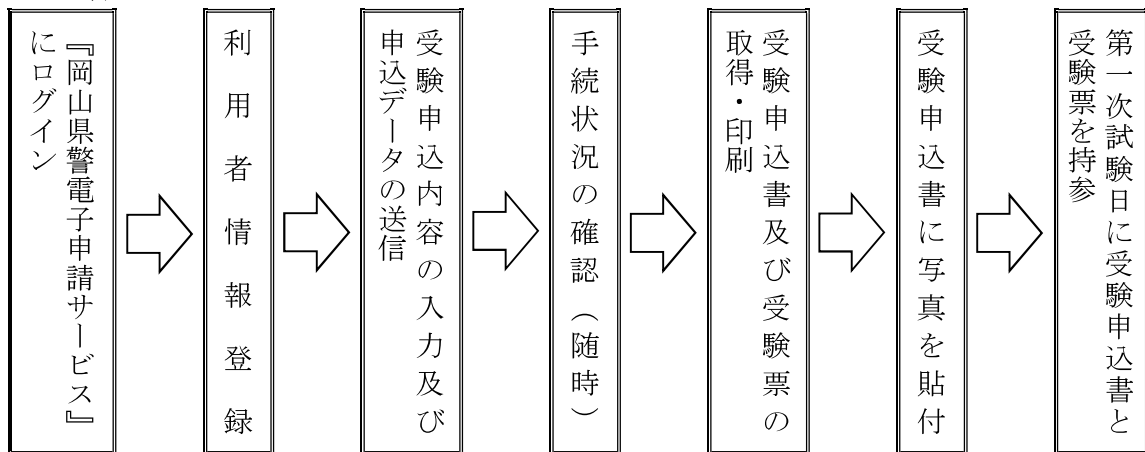 『岡山県警電子申請サービス』
にログイン
利用者情報登録
受験申込内容の入力及び
申込データの送信
手続状況の確認（随時）
受験申込書及び受験票の
取得・印刷
受験申込書に写真を貼付
第一次試験日に受験申込書と
受験票を持参